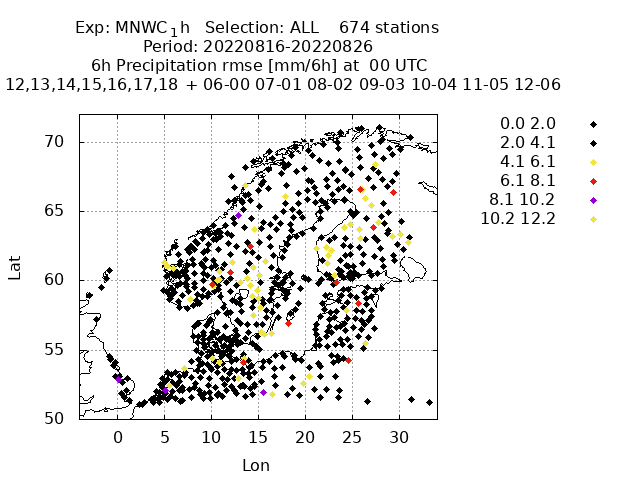 Exp: MNWC_1h Selection: ALL 674 stations
Period: 20220816-20220826
6h Precipitation rmse [mm/6h] at 00 UTC
12,13,14,15,16,17,18 + 06-00 07-01 08-02 09-03 10-04 11-05 12-06
0.0 2.0
2.0 4.1
4.1 6.1
6.1 8.1
8.1 10.2
10.2 12.2
70
65
60
55
50
Lat
0 5 10 15 20 25 30
Lon